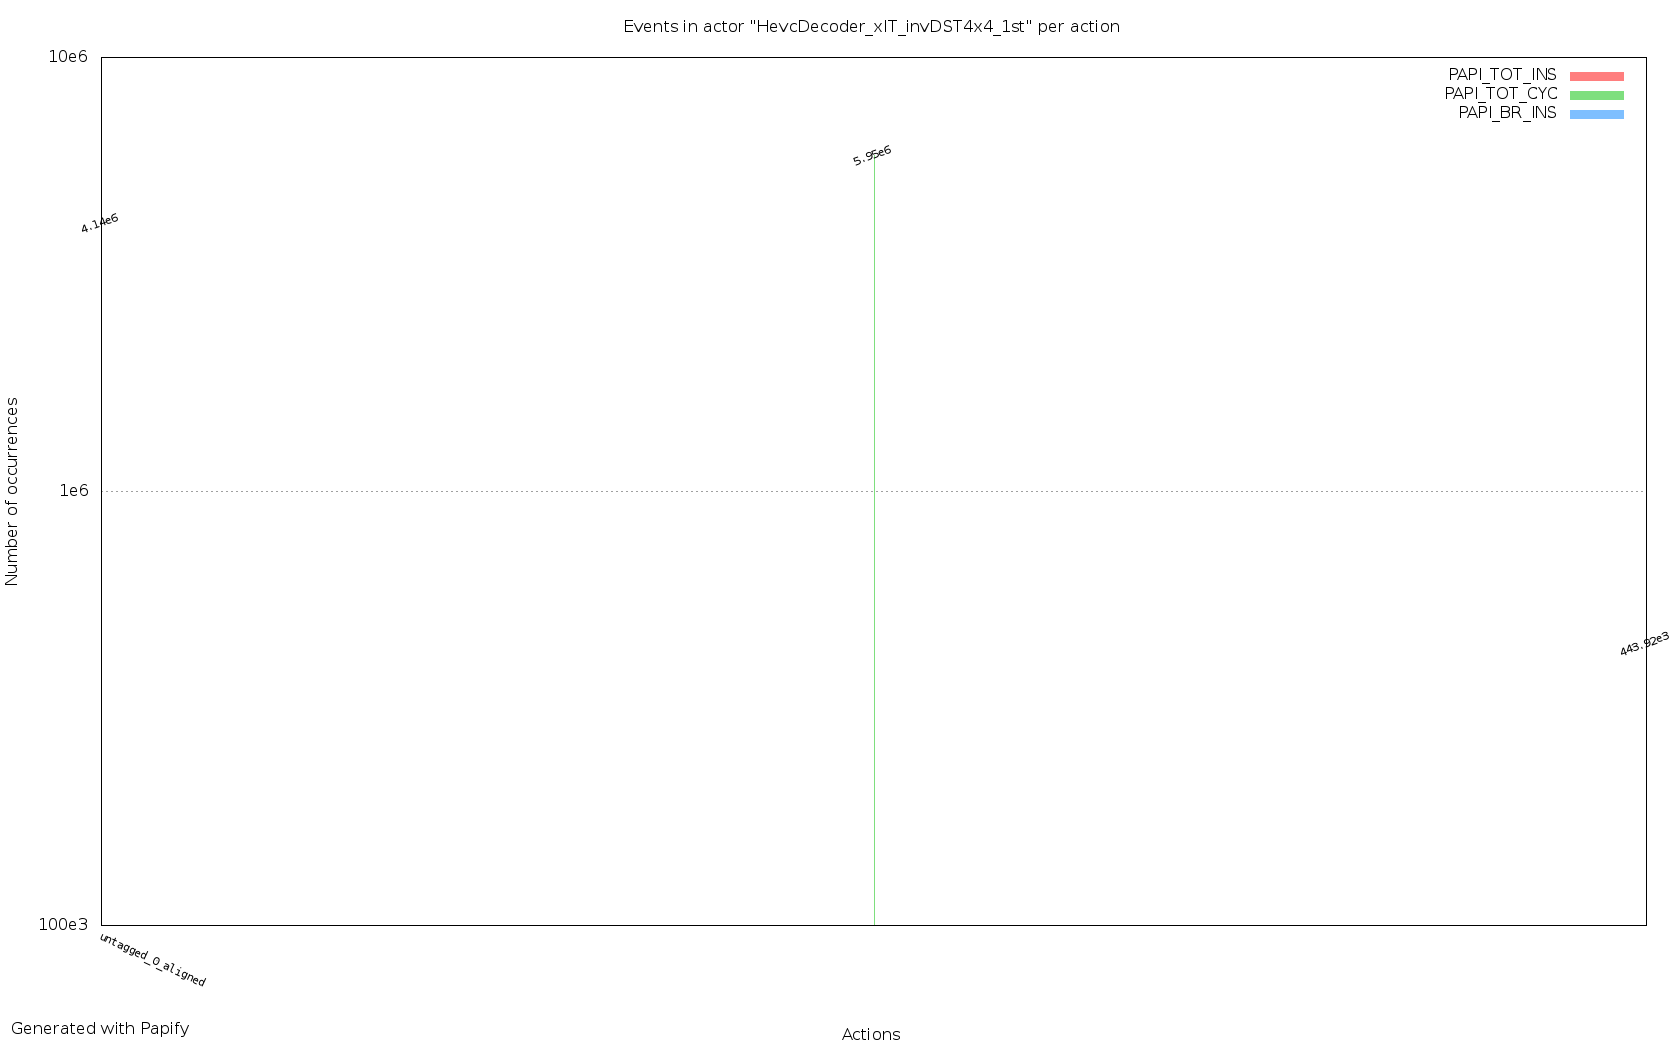 Events in actor "HevcDecoder_xIT_invDST4x4_1st" per action
10e6
PAPI_TOT_INS
PAPI_TOT_CYC
PAPI_BR_INS
5.95e6
4.14e6
Number of occurrences
1e6
443.92e3
100e3
untagged_0_aligned
Generated with Papify
Actions